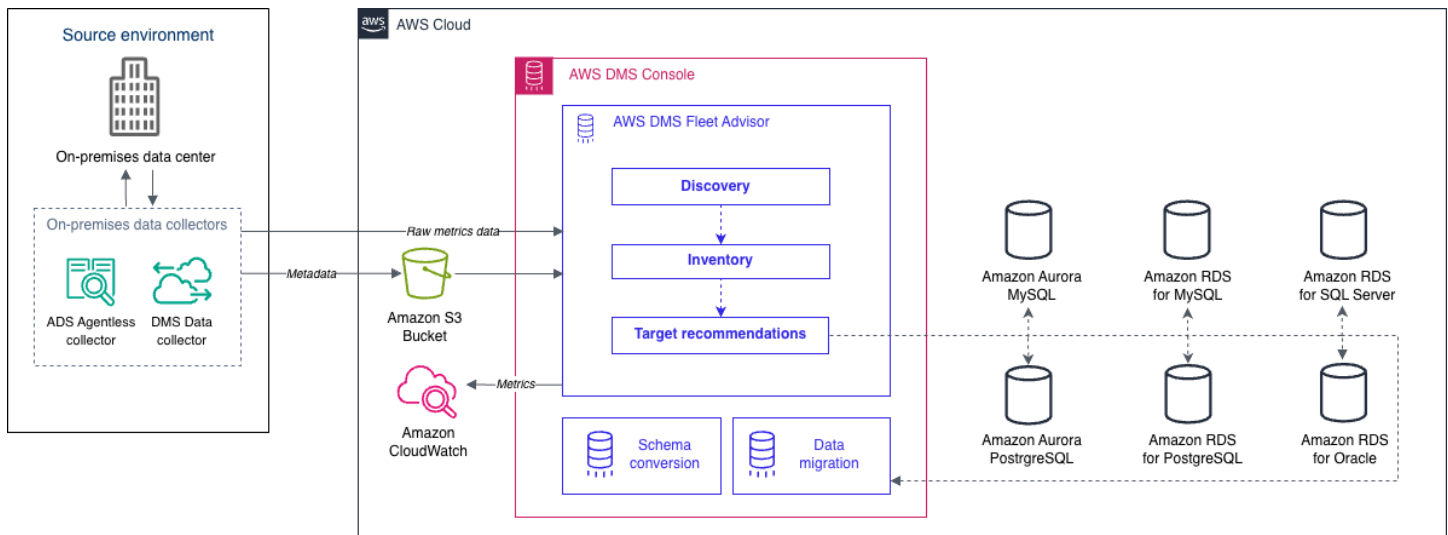 Source environment
On-premises data center
On-premises data collectors
ADS Agentless
collector
DMS Data
collector
aws
AWS Cloud
Raw metrics data
Metadata
Amazon S3
Bucket
Metrics
Amazon
CloudWatch
AWS DMS Console
AWS DMS Fleet Advisor
Discovery
Inventory
Target recommendations
Schema
conversion
Data
migration
Amazon Aurora
MySQL
Amazon RDS
for MySQL
Amazon RDS
for SQL Server
Amazon Aurora
PostrgreSQL
Amazon RDS
for PostgreSQL
Amazon RDS
for Oracle